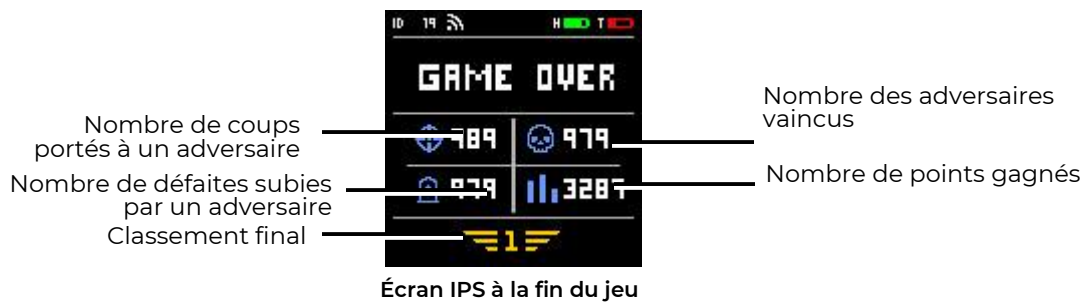 ID 19 H T
GAME OVER
Nombre de coups
portés à un adversaire
989
979
Nombre des adversaires
vaincus
Nombre de défaites subies
par un adversaire
979
3287
Nombre de points gagnés
Classement final
1
Écran IPS à la fin du jeu